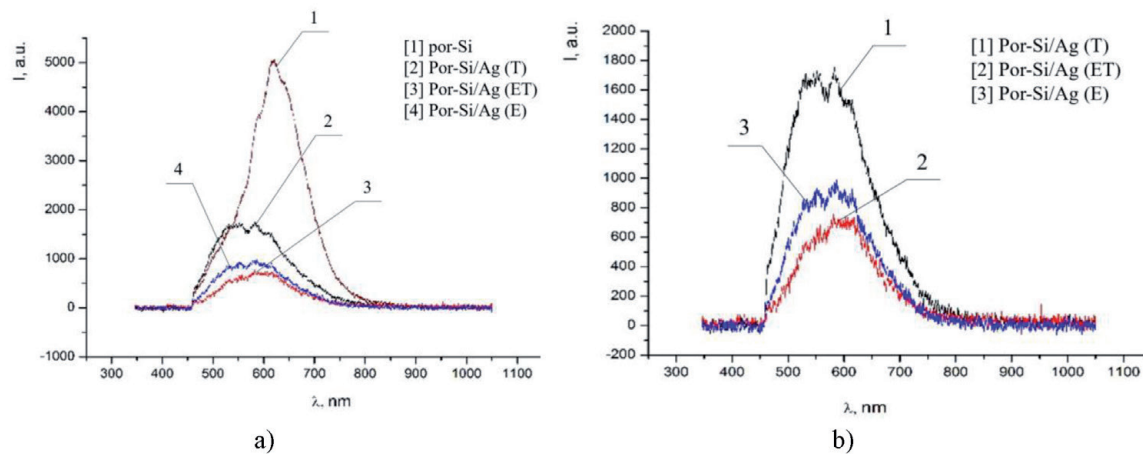 1
[1] por-Si
[2] Por-Si/Ag (T)
[3] Por-Si/Ag (ET)
[4] Por-Si/Ag (E)
I, a.u.
5000
4000
3000
2000
1000
0
-1000
2
4
3
300 400 500 600 700 800 900 1000 1100
λ, nm
a)
1
[1] Por-Si/Ag (T)
[2] Por-Si/Ag (ET)
[3] Por-Si/Ag (E)
I, a.u.
2000
1800
1600
1400
1200
1000
800
600
400
200
0
-200
3
2
300 400 500 600 700 800 900 1000 1100
λ, nm
b)